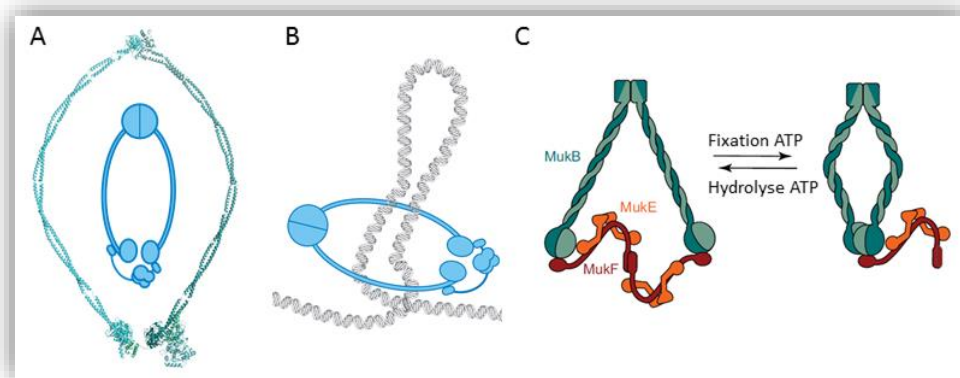 A
B
C
Fixation ATP
Hydrolyse ATP
MukB
MukE
MukF